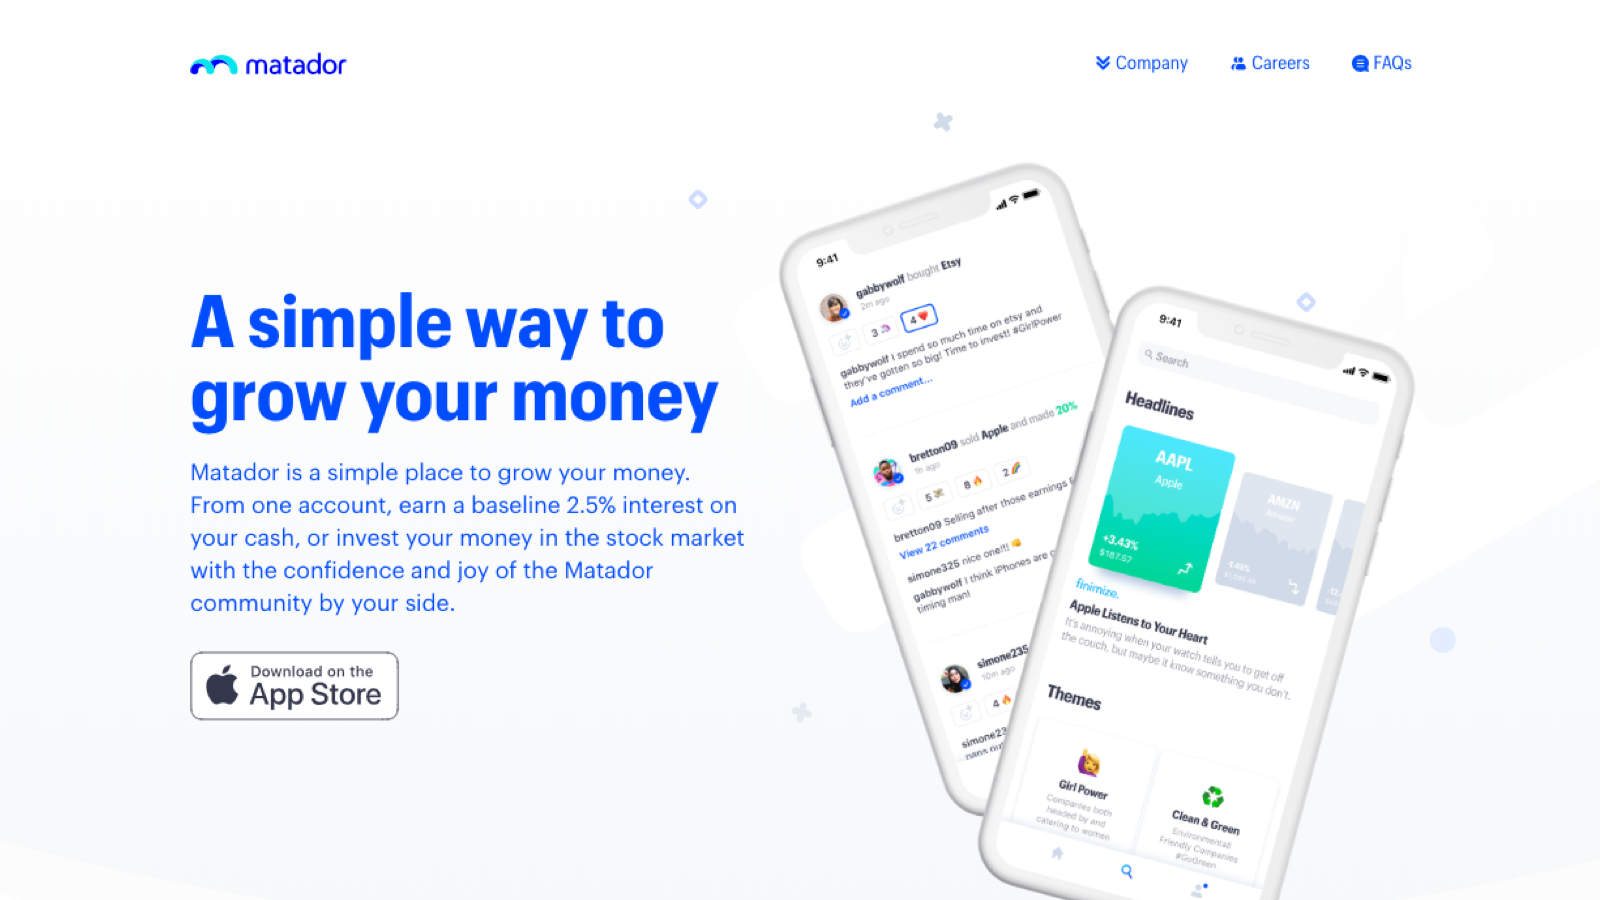 matador
Company
Careers
FAQs
A simple way to
grow your money
Matador is a simple place to grow your money.
From one account, earn a baseline 2.5% interest on
your cash, or invest your money in the stock market
with the confidence and joy of the Matador
community by your side.
Download on the
App Store
9:41
gabbywolf bought Etsy
2m ago
3 🦄
4 ❤️
gabbywolf I spend so much time on etsy and
they've gotten so big! Time to invest! #GirlPower
Add a comment...
bretton09 sold Apple and made 20%
1h ago
5
8 🔥
2 🌈
bretton09 Selling after those earnings
View 22 comments
simone325 nice one!!! 👊
gabbywolf I think iPhones are
timing man!
simone235
10m ago
4 🔥
simone23
9:41
Search
Headlines
AAPL
Apple
+3.43%
$187.57
AMZN
Amazon
-1.46%
finimize.
Apple Listens to Your Heart
It's annoying when your watch tells you to get off
the couch, but maybe it know something you don't.
Themes
Girl Power
Companies both
headed by and
catering to women
Clean & Green
Environmentall
Friendly Companies
#GoGreen